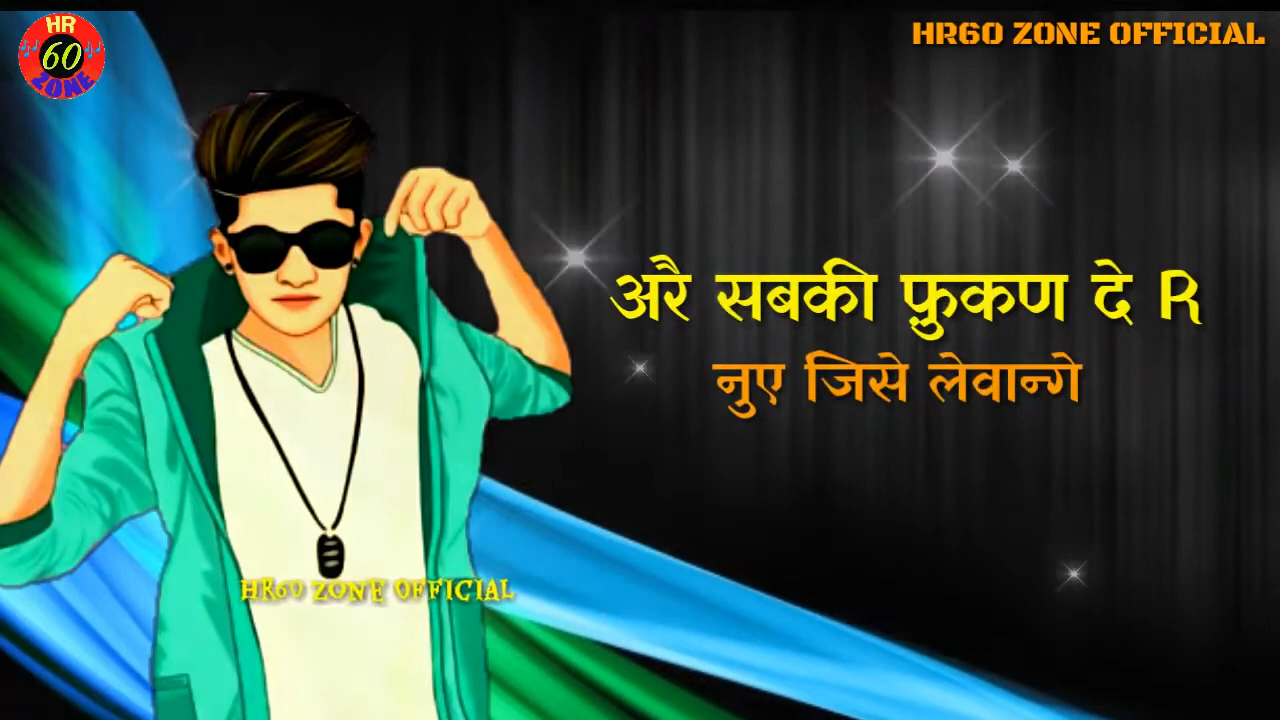 HR
60
ZONE
HR60 ZONE OFFICIAL
अरै सबकी फ़ुकण दे R
नुए जिसे लेवान्गे
HR60 ZONE OFFICIAL